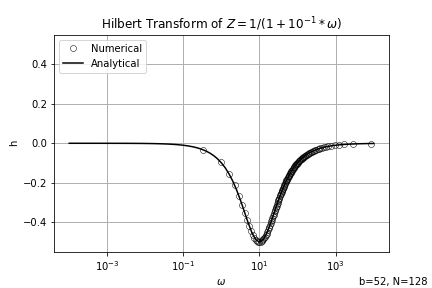 Hilbert Transform of Z = 1/(1 + 10⁻¹ * ω)
Numerical
Analytical
0.4
0.2
0.0
−0.2
−0.4
h
10⁻³
10⁻¹
10¹
10³
ω
b=52, N=128